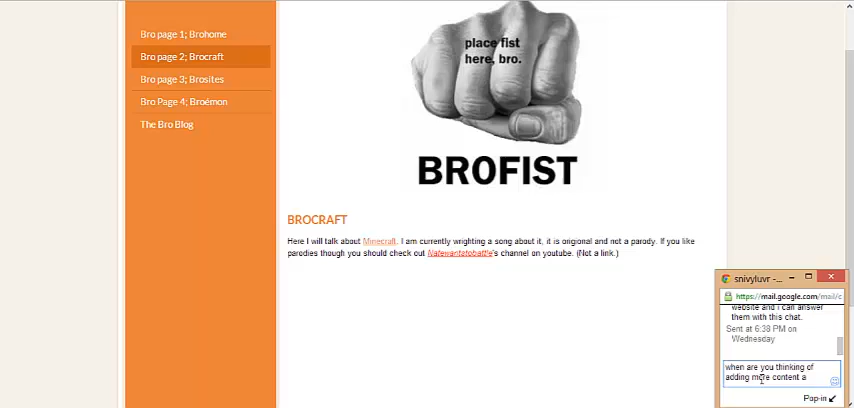 Bro page 1; Brohome
Bro page 2; Brocraft
Bro page 3; Brosites
Bro Page 4; Broémon
The Bro Blog
place fist
here, bro.
BROFIST
BROCRAFT
Here I will talk about Minecraft. I am currently wrighting a song about it, it is origional and not a parody. If you like
parodies though you should check out Natewantstobattle's channel on youtube. (Not a link.)
snivyluvr -...
https://mail.google.com/mail/c
website and i can answer
them with this chat.
Sent at 6:38 PM on
Wednesday
when are you thinking of
adding more content a
Pop-in